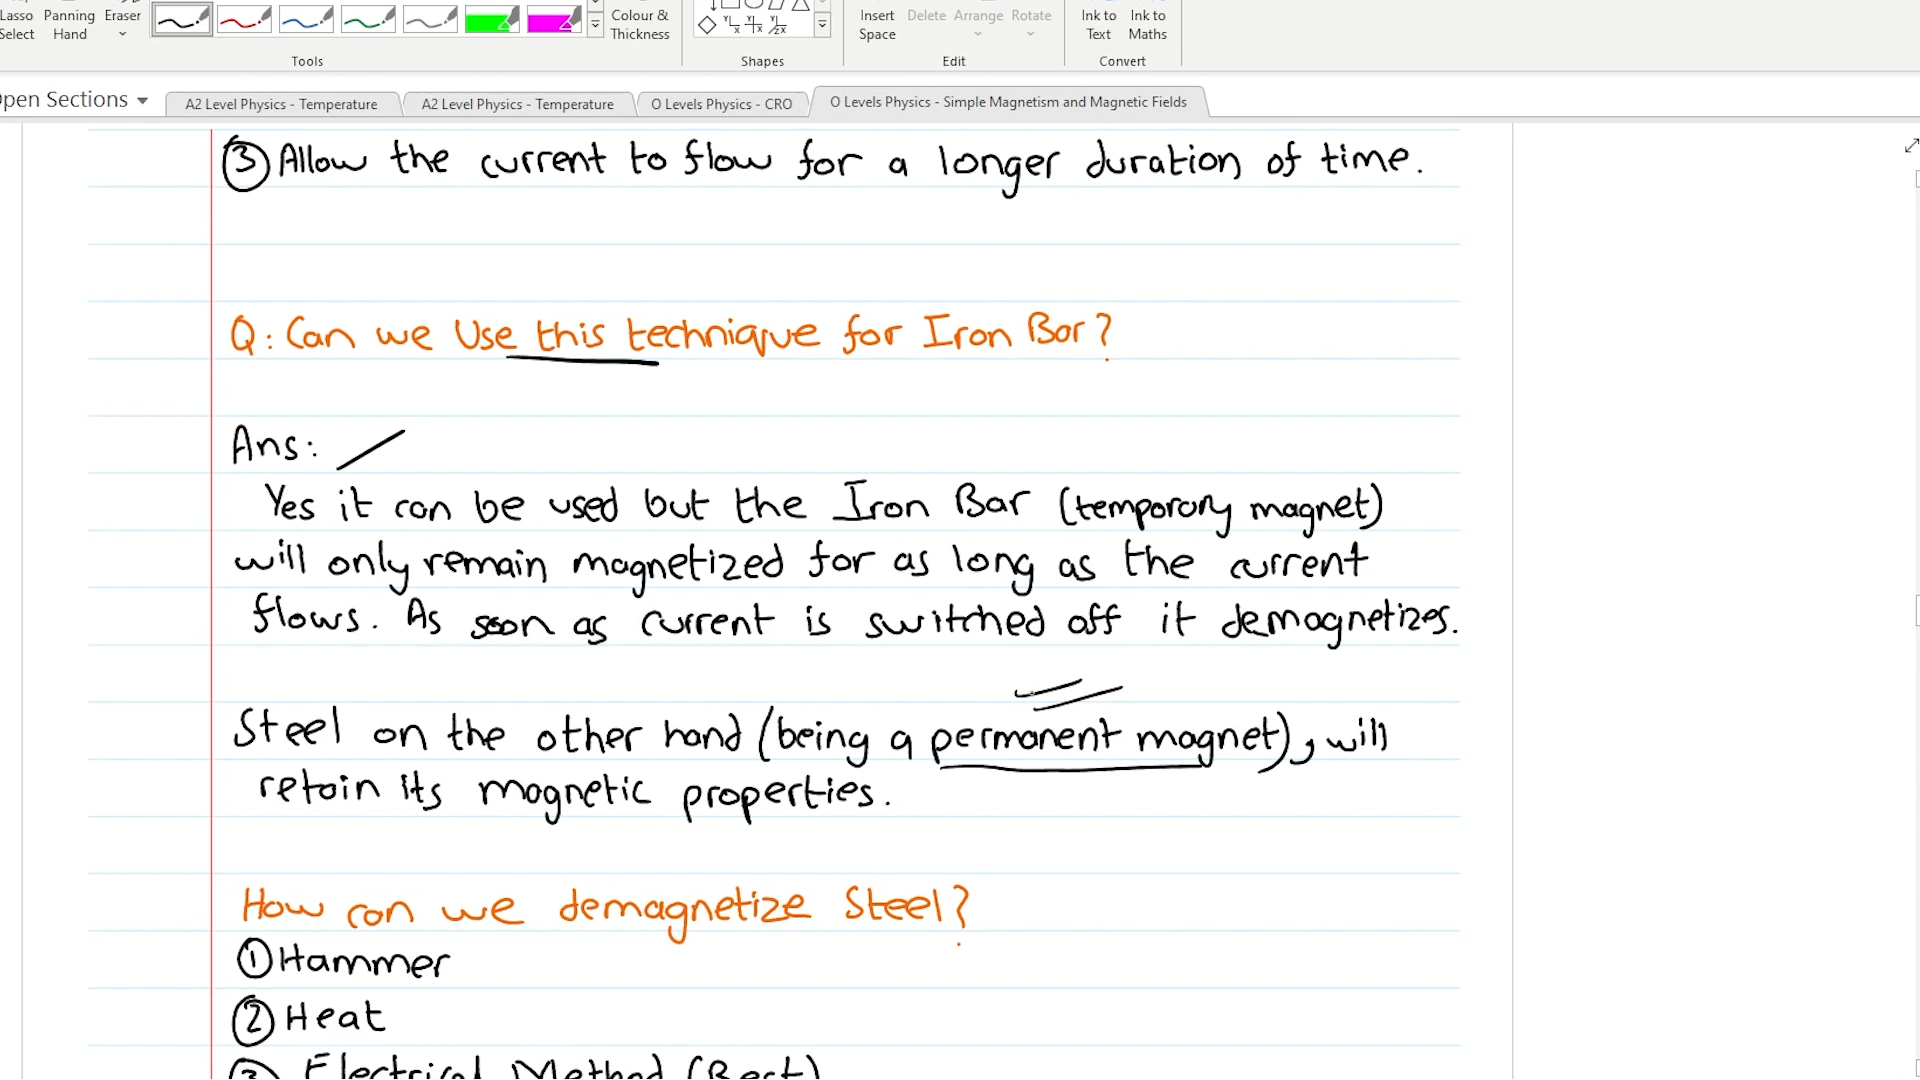 Lasso Select
Panning Hand
Eraser
Colour & Thickness
Insert Space
Delete
Arrange
Rotate
Ink to Text
Ink to Maths
Tools
Shapes
Edit
Convert
pen Sections
A2 Level Physics - Temperature
A2 Level Physics - Temperature
O Levels Physics - CRO
O Levels Physics - Simple Magnetism and Magnetic Fields
③ Allow the current to flow for a longer duration of time.
Q: Can we Use this technique for Iron Bar?
Ans:
Yes it can be used but the Iron Bar (temporary magnet)
will only remain magnetized for as long as the current
flows. As soon as current is switched off it demagnetizes.
Steel on the other hand (being a permanent magnet), will
retain its magnetic properties.
How can we demagnetize Steel?
① Hammer
② Heat
③ Electrical Method (Best)